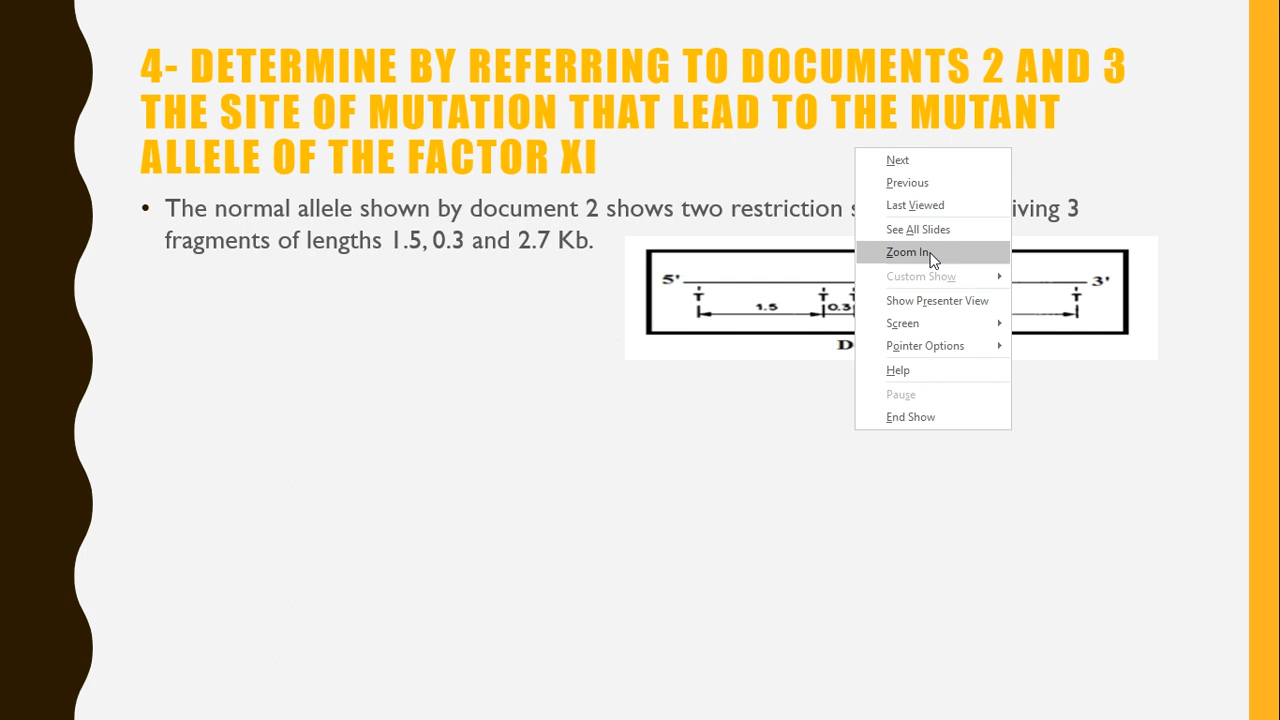 4- DETERMINE BY REFERRING TO DOCUMENTS 2 AND 3
THE SITE OF MUTATION THAT LEAD TO THE MUTANT
ALLELE OF THE FACTOR XI
• The normal allele shown by document 2 shows two restriction s iving 3
fragments of lengths 1.5, 0.3 and 2.7 Kb.
5' 3'
T T T T
1.5 0.3
D
Next
Previous
Last Viewed
See All Slides
Zoom In
Custom Show
Show Presenter View
Screen
Pointer Options
Help
Pause
End Show